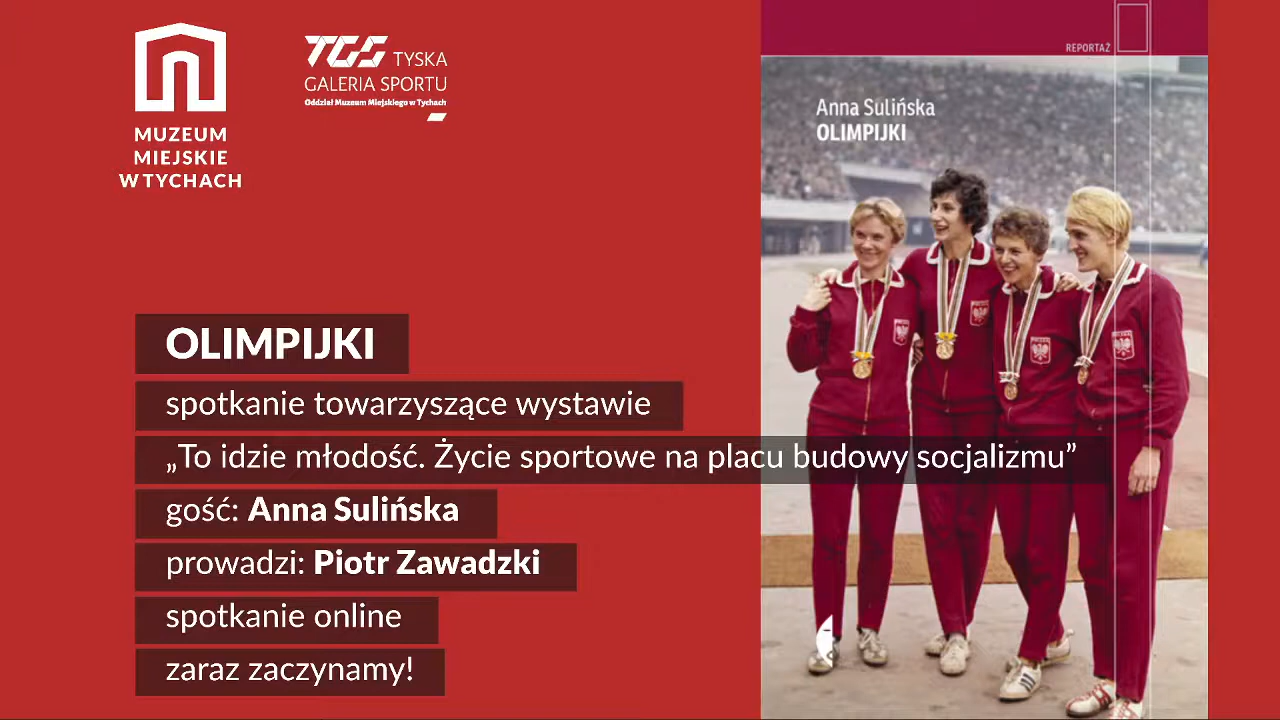 MUZEUM
MIEJSKIE
W TYCHACH
TGS TYSKA
GALERIA SPORTU
Oddział Muzeum Miejskiego w Tychach
REPORTAŻ
Anna Sulińska
OLIMPIJKI
OLIMPIJKI
spotkanie towarzyszące wystawie
„To idzie młodość. Życie sportowe na placu budowy socjalizmu”
gość: Anna Sulińska
prowadzi: Piotr Zawadzki
spotkanie online
zaraz zaczynamy!